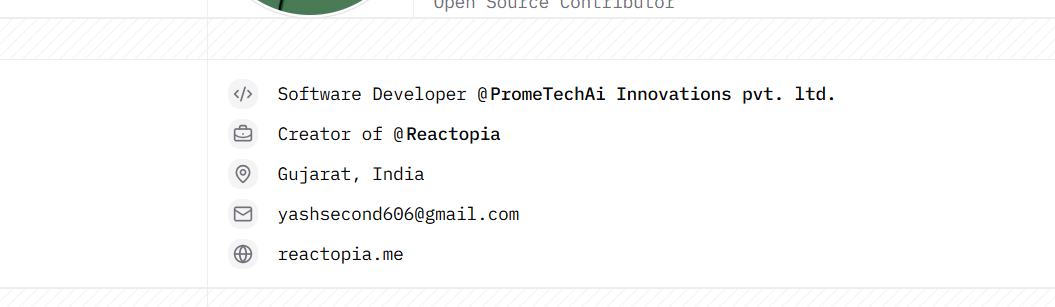 Open Source Contributor
Software Developer @PromeTechAi Innovations pvt. ltd.
Creator of @Reactopia
Gujarat, India
yashsecond606@gmail.com
reactopia.me